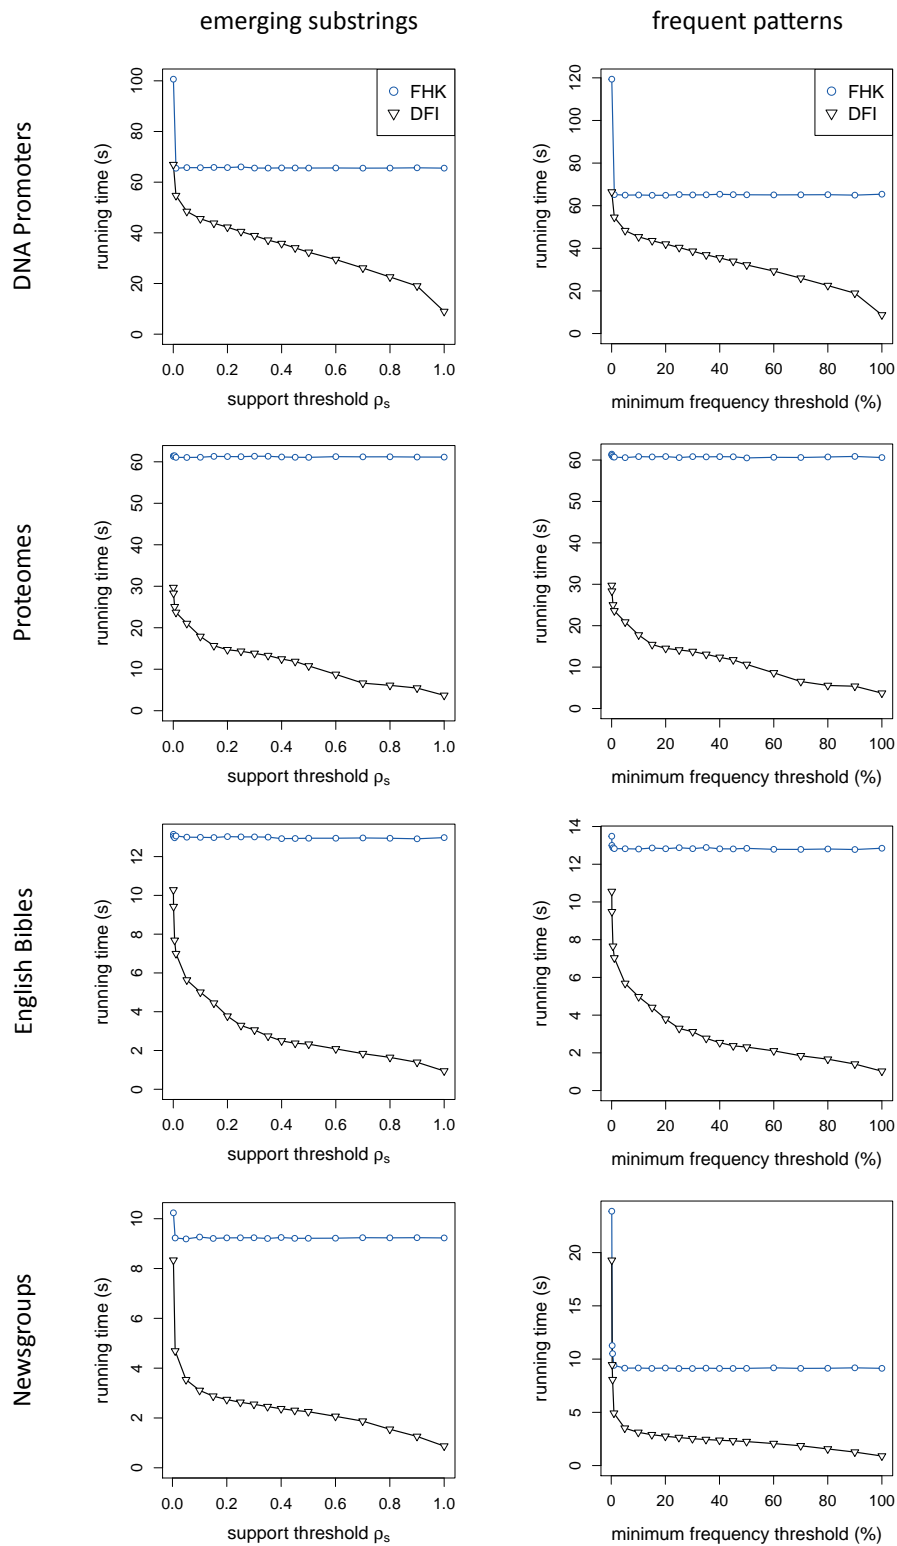 emerging substrings
frequent patterns
DNA Promoters
running time (s)
0 20 40 60 80 100
FHK
DFI
0.0 0.2 0.4 0.6 0.8 1.0
support threshold ρs
running time (s)
0 20 40 60 80 100 120
FHK
DFI
0 20 40 60 80 100
minimum frequency threshold (%)
Proteomes
running time (s)
0 10 20 30 40 50 60
0.0 0.2 0.4 0.6 0.8 1.0
support threshold ρs
running time (s)
0 10 20 30 40 50 60
0 20 40 60 80 100
minimum frequency threshold (%)
English Bibles
running time (s)
0 2 4 6 8 10 12
0.0 0.2 0.4 0.6 0.8 1.0
support threshold ρs
running time (s)
0 2 4 6 8 10 12 14
0 20 40 60 80 100
minimum frequency threshold (%)
Newsgroups
running time (s)
0 2 4 6 8 10
0.0 0.2 0.4 0.6 0.8 1.0
support threshold ρs
running time (s)
0 5 10 15 20
0 20 40 60 80 100
minimum frequency threshold (%)